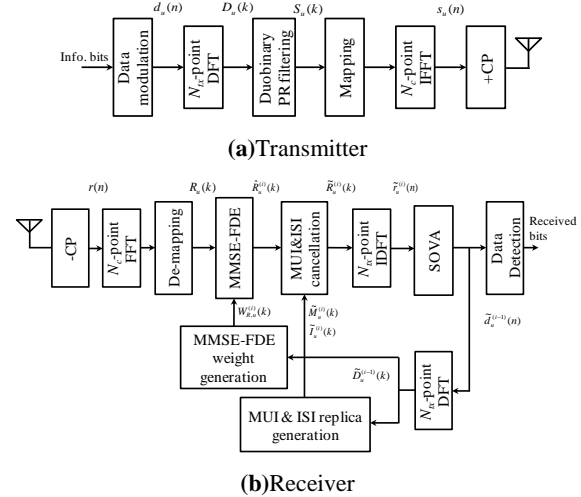 d_u(n) D_u(k) S_u(k) s_u(n)
Info. bits
Data modulation
N_tx-point DFT
Duobinary PR filtering
Mapping
N_c-point IFFT
+CP
(a)Transmitter
r(n) R_u(k) R̂_u^(i)(k) R̃_u^(i)(k) r̃_u^(i)(n)
-CP
N_c-point FFT
De-mapping
MMSE-FDE
MUI&ISI cancellation
N_tx-point IDFT
SOVA
Data Detection
Received bits
W_R,u^(i)(k)
M̃_u^(i)(k)
Ĩ_u^(i)(k)
d̃_u^(i-1)(n)
MMSE-FDE weight generation
D̃_u^(i-1)(k)
N_tx-point DFT
MUI & ISI replica generation
(b)Receiver